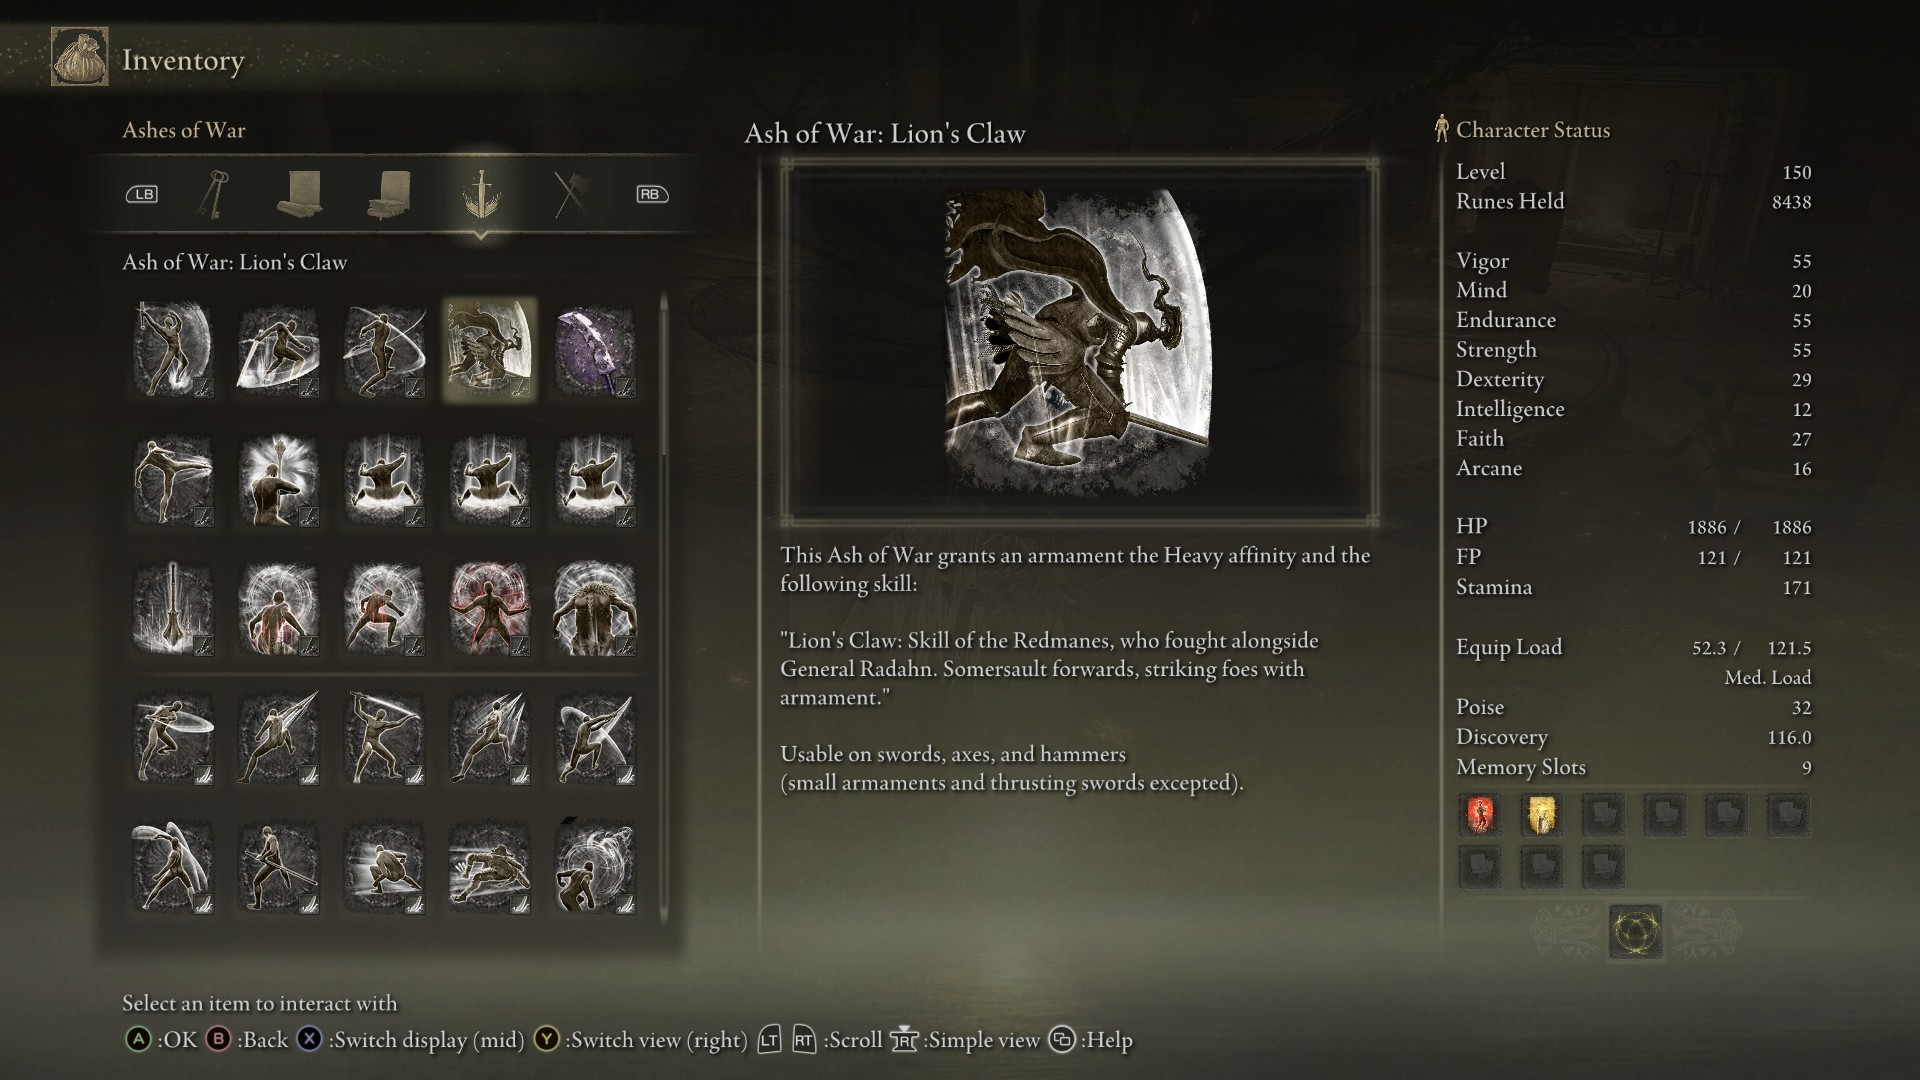 Inventory
Ashes of War
LB
RB
Ash of War: Lion's Claw
Ash of War: Lion's Claw
This Ash of War grants an armament the Heavy affinity and the
following skill:
"Lion's Claw: Skill of the Redmanes, who fought alongside
General Radahn. Somersault forwards, striking foes with
armament."
Usable on swords, axes, and hammers
(small armaments and thrusting swords excepted).
Character Status
Level 150
Runes Held 8438
Vigor 55
Mind 20
Endurance 55
Strength 55
Dexterity 29
Intelligence 12
Faith 27
Arcane 16
HP 1886 / 1886
FP 121 / 121
Stamina 171
Equip Load 52.3 / 121.5
Med. Load
Poise 32
Discovery 116.0
Memory Slots 9
Select an item to interact with
A :OK B :Back X :Switch display (mid) Y :Switch view (right) LT RT :Scroll R :Simple view :Help